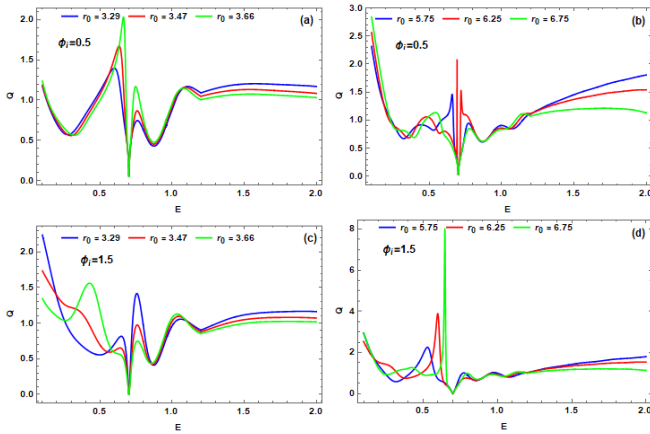 r₀ = 3.29 r₀ = 3.47 r₀ = 3.66 (a)
ϕᵢ=0.5
Q
2.0
1.5
1.0
0.5
0.0
0.5 1.0 1.5 2.0
E
r₀ = 5.75 r₀ = 6.25 r₀ = 6.75 (b)
ϕᵢ=0.5
Q
3.0
2.5
2.0
1.5
1.0
0.5
0.0
0.5 1.0 1.5 2.0
E
r₀ = 3.29 r₀ = 3.47 r₀ = 3.66 (c)
ϕᵢ=1.5
Q
2.0
1.5
1.0
0.5
0.0
0.5 1.0 1.5 2.0
E
r₀ = 5.75 r₀ = 6.25 r₀ = 6.75 (d)
ϕᵢ=1.5
Q
8
6
4
2
0
0.5 1.0 1.5 2.0
E